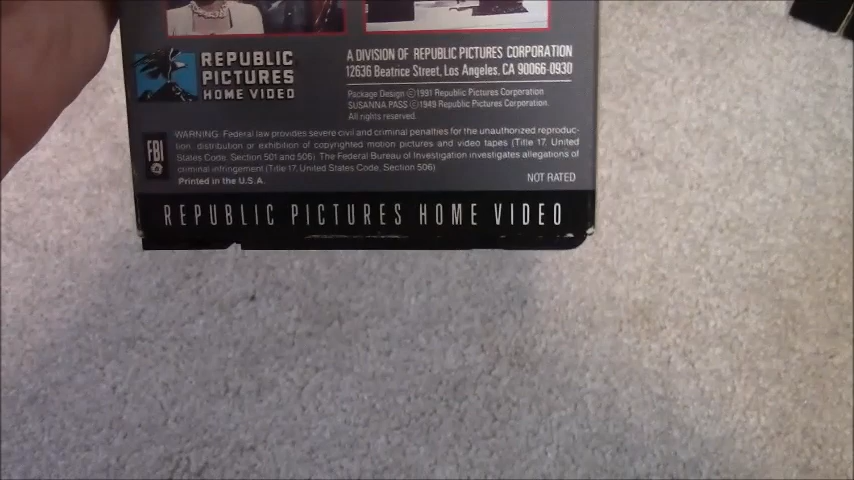 REPUBLIC
PICTURES
HOME VIDEO
A DIVISION OF REPUBLIC PICTURES CORPORATION
12636 Beatrice Street, Los Angeles, CA 90066-0930
Package Design ©1991 Republic Pictures Corporation
SUSANNA PASS ©1949 Republic Pictures Corporation.
All rights reserved.
FBI
WARNING: Federal law provides severe civil and criminal penalties for the unauthorized reproduc-
tion, distribution or exhibition of copyrighted motion pictures and video tapes (Title 17, United
States Code, Section 501 and 506). The Federal Bureau of Investigation investigates allegations of
criminal infringement (Title 17, United States Code, Section 506).
Printed in the U.S.A.
NOT RATED
REPUBLIC PICTURES HOME VIDEO